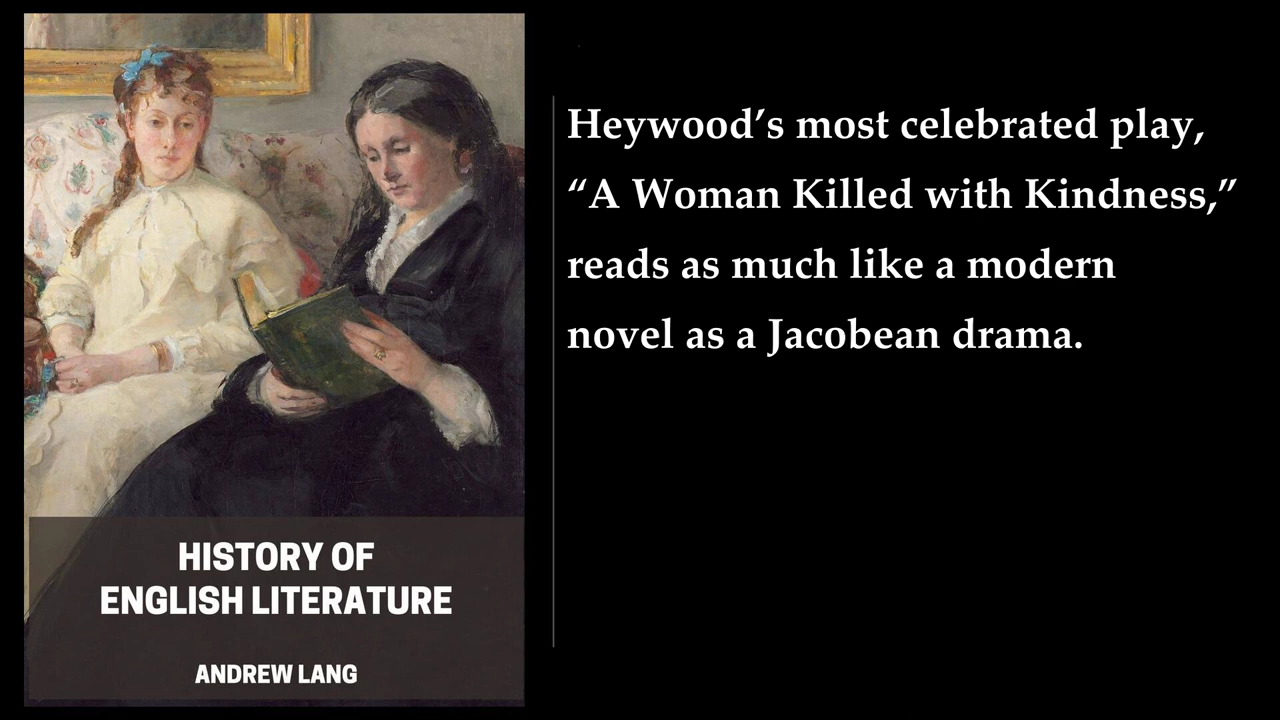 Heywood’s most celebrated play,
“A Woman Killed with Kindness,”
reads as much like a modern
novel as a Jacobean drama.
HISTORY OF
ENGLISH LITERATURE
ANDREW LANG